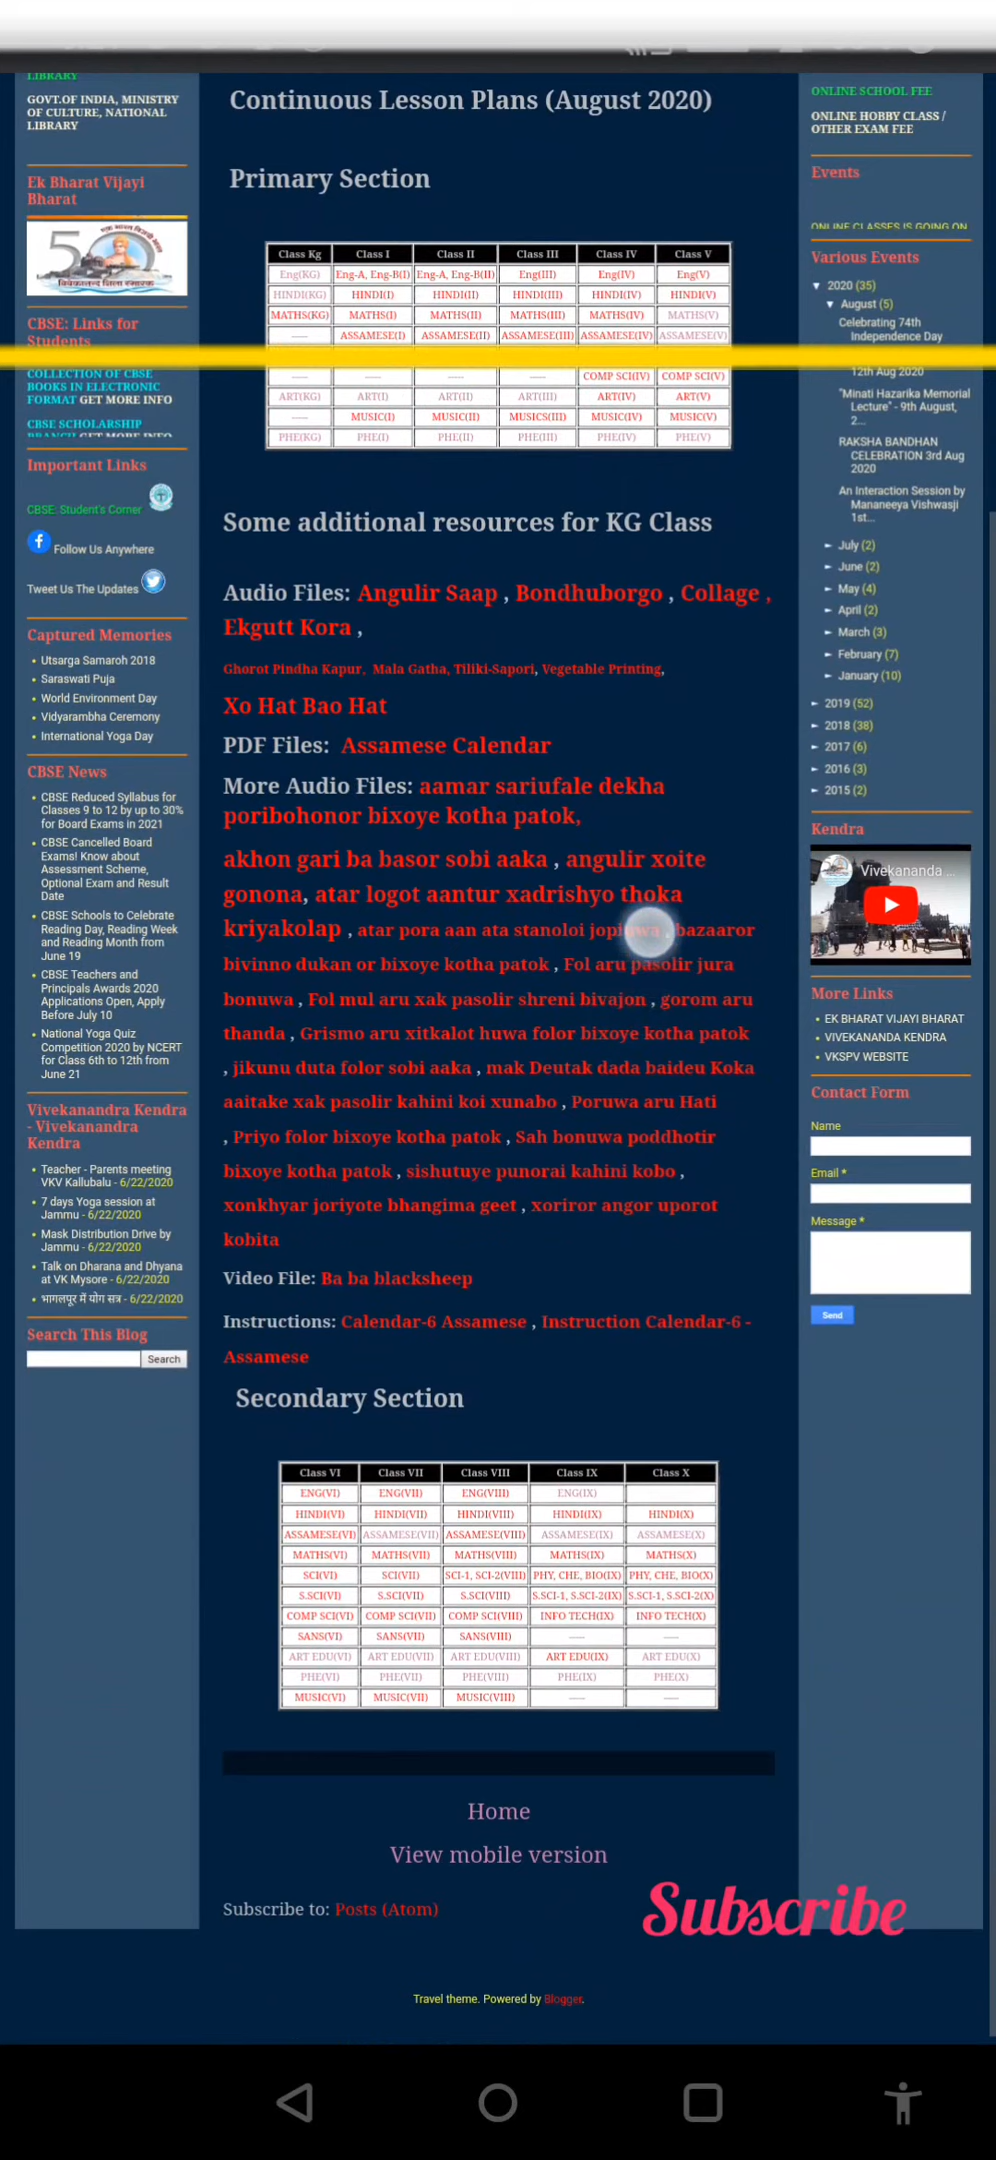 LIBRARY
GOVT.OF INDIA, MINISTRY
OF CULTURE, NATIONAL
LIBRARY
Ek Bharat Vijayi
Bharat
एक भारत विजयी भारत
50
विवेकानन्द शिला स्मारक
CBSE: Links for
Students
COLLECTION OF CBSE
BOOKS IN ELECTRONIC
FORMAT GET MORE INFO
CBSE SCHOLARSHIP
BRANCH GET MORE INFO
Important Links
CBSE: Student's Corner
Follow Us Anywhere
Tweet Us The Updates
Captured Memories
Utsarga Samaroh 2018
Saraswati Puja
World Environment Day
Vidyarambha Ceremony
International Yoga Day
CBSE News
CBSE Reduced Syllabus for
Classes 9 to 12 by up to 30%
for Board Exams in 2021
CBSE Cancelled Board
Exams! Know about
Assessment Scheme,
Optional Exam and Result
Date
CBSE Schools to Celebrate
Reading Day, Reading Week
and Reading Month from
June 19
CBSE Teachers and
Principals Awards 2020
Applications Open, Apply
Before July 10
National Yoga Quiz
Competition 2020 by NCERT
for Class 6th to 12th from
June 21
Vivekanandra Kendra
- Vivekanandra
Kendra
Teacher - Parents meeting
VKV Kallubalu - 6/22/2020
7 days Yoga session at
Jammu - 6/22/2020
Mask Distribution Drive by
Jammu - 6/22/2020
Talk on Dharana and Dhyana
at VK Mysore - 6/22/2020
भागलपूर में योग सत्र - 6/22/2020
Search This Blog
Search
Continuous Lesson Plans (August 2020)
Primary Section
Class Kg Class I Class II Class III Class IV Class V
Eng(KG) Eng-A, Eng-B(I) Eng-A, Eng-B(II) Eng(III) Eng(IV) Eng(V)
HINDI(KG) HINDI(I) HINDI(II) HINDI(III) HINDI(IV) HINDI(V)
MATHS(KG) MATHS(I) MATHS(II) MATHS(III) MATHS(IV) MATHS(V)
----- ASSAMESE(I) ASSAMESE(II) ASSAMESE(III) ASSAMESE(IV) ASSAMESE(V)
----- ----- ----- ----- COMP SCI(IV) COMP SCI(V)
ART(KG) ART(I) ART(II) ART(III) ART(IV) ART(V)
----- MUSIC(I) MUSIC(II) MUSICS(III) MUSIC(IV) MUSIC(V)
PHE(KG) PHE(I) PHE(II) PHE(III) PHE(IV) PHE(V)
Some additional resources for KG Class
Audio Files: Angulir Saap , Bondhuborgo , Collage ,
Ekgutt Kora ,
Ghorot Pindha Kapur, Mala Gatha, Tiliki-Sapori, Vegetable Printing,
Xo Hat Bao Hat
PDF Files: Assamese Calendar
More Audio Files: aamar sariufale dekha
poribohonor bixoye kotha patok,
akhon gari ba basor sobi aaka , angulir xoite
gonona, atar logot aantur xadrishyo thoka
kriyakolap , atar pora aan ata stanoloi , bazaaror
bivinno dukan or bixoye kotha patok , Fol aru pasolir jura
bonuwa , Fol mul aru xak pasolir shreni bivajon , gorom aru
thanda , Grismo aru xitkalot huwa folor bixoye kotha patok
, jikunu duta folor sobi aaka , mak Deutak dada baideu Koka
aaitake xak pasolir kahini koi xunabo , Poruwa aru Hati
, Priyo folor bixoye kotha patok , Sah bonuwa poddhotir
bixoye kotha patok , sishutuye punorai kahini kobo ,
xonkhyar joriyote bhangima geet , xoriror angor uporot
kobita
Video File: Ba ba blacksheep
Instructions: Calendar-6 Assamese , Instruction Calendar-6 -
Assamese
Secondary Section
Class VI Class VII Class VIII Class IX Class X
ENG(VI) ENG(VII) ENG(VIII) ENG(IX)
HINDI(VI) HINDI(VII) HINDI(VIII) HINDI(IX) HINDI(X)
ASSAMESE(VI) ASSAMESE(VII) ASSAMESE(VIII) ASSAMESE(IX) ASSAMESE(X)
MATHS(VI) MATHS(VII) MATHS(VIII) MATHS(IX) MATHS(X)
SCI(VI) SCI(VII) SCI-1, SCI-2(VIII) PHY, CHE, BIO(IX) PHY, CHE, BIO(X)
S.SCI(VI) S.SCI(VII) S.SCI(VIII) S.SCI-1, S.SCI-2(IX) S.SCI-1, S.SCI-2(X)
COMP SCI(VI) COMP SCI(VII) COMP SCI(VIII) INFO TECH(IX) INFO TECH(X)
SANS(VI) SANS(VII) SANS(VIII) ----- -----
ART EDU(VI) ART EDU(VII) ART EDU(VIII) ART EDU(IX) ART EDU(X)
PHE(VI) PHE(VII) PHE(VIII) PHE(IX) PHE(X)
MUSIC(VI) MUSIC(VII) MUSIC(VIII) ----- -----
Home
View mobile version
Subscribe to: Posts (Atom)
Subscribe
Travel theme. Powered by Blogger.
ONLINE SCHOOL FEE
ONLINE HOBBY CLASS /
OTHER EXAM FEE
Events
ONLINE CLASSES IS GOING ON
Various Events
▼ 2020 (35)
▼ August (5)
Celebrating 74th
Independence Day
12th Aug 2020
"Minati Hazarika Memorial
Lecture" - 9th August,
2...
RAKSHA BANDHAN
CELEBRATION 3rd Aug
2020
An Interaction Session by
Mananeeya Vishwasji
1st...
► July (2)
► June (2)
► May (4)
► April (2)
► March (3)
► February (7)
► January (10)
► 2019 (52)
► 2018 (38)
► 2017 (6)
► 2016 (3)
► 2015 (2)
Kendra
Vivekananda ...
More Links
EK BHARAT VIJAYI BHARAT
VIVEKANANDA KENDRA
VKSPV WEBSITE
Contact Form
Name
Email *
Message *
Send